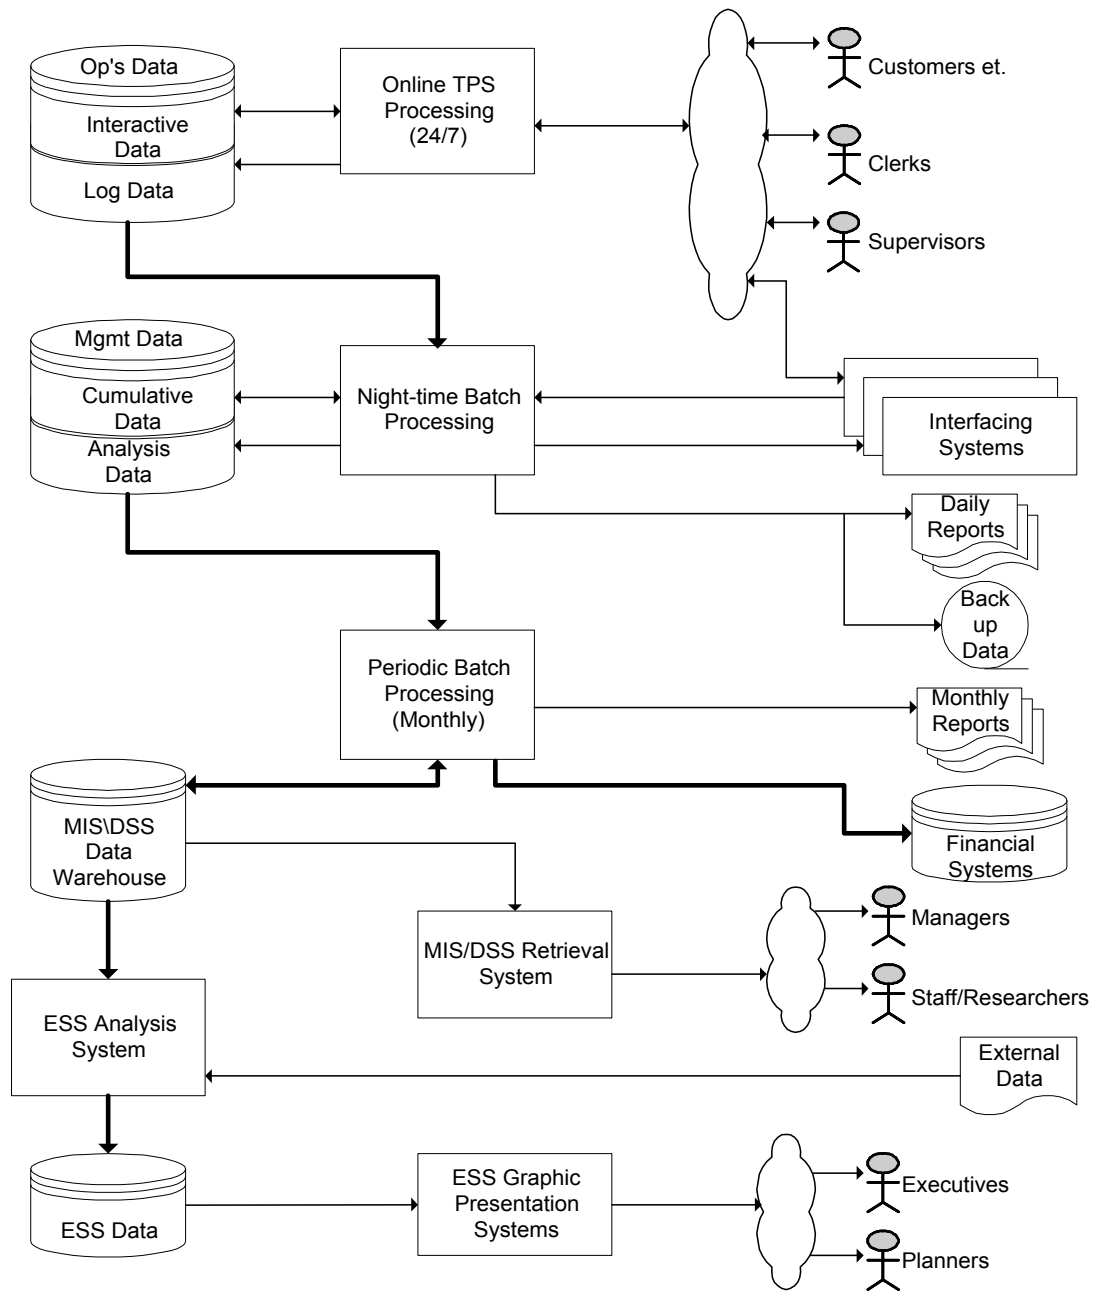 Op's Data
Interactive
Data
Log Data
Online TPS
Processing
(24/7)
Customers et.
Clerks
Supervisors
Mgmt Data
Cumulative
Data
Analysis
Data
Night-time Batch
Processing
Interfacing
Systems
Daily
Reports
Back
up
Data
Periodic Batch
Processing
(Monthly)
Monthly
Reports
MIS\DSS
Data
Warehouse
Financial
Systems
MIS/DSS Retrieval
System
Managers
Staff/Researchers
ESS Analysis
System
External
Data
ESS Data
ESS Graphic
Presentation
Systems
Executives
Planners